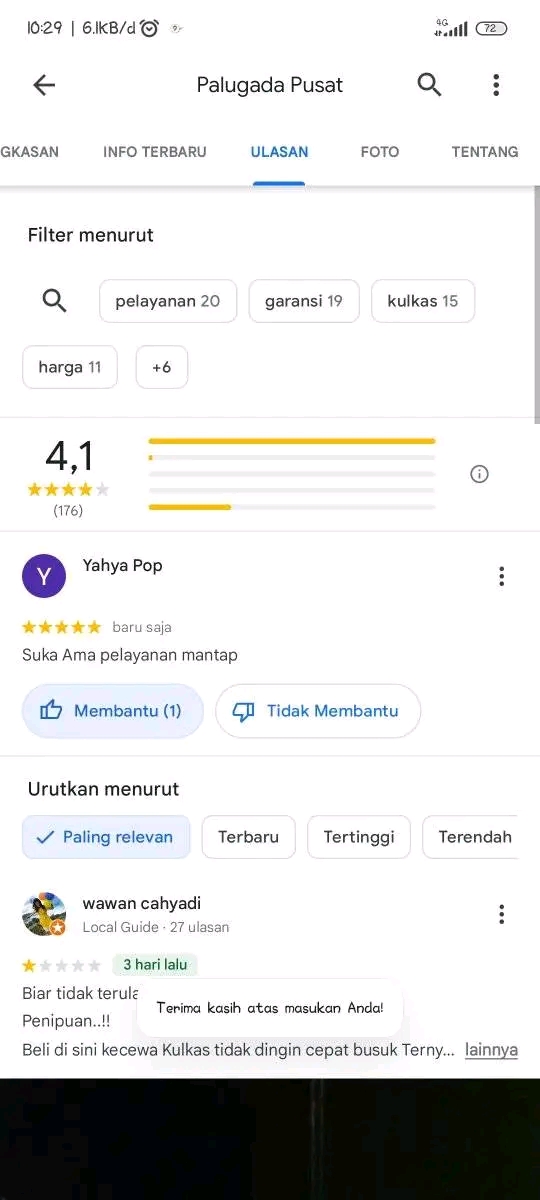 10:29 | 6.1KB/d
4G
72
Palugada Pusat
GKASAN INFO TERBARU ULASAN FOTO TENTANG
Filter menurut
pelayanan 20 garansi 19 kulkas 15
harga 11 +6
4,1
(176)
Y
Yahya Pop
baru saja
Suka Ama pelayanan mantap
Membantu (1) Tidak Membantu
Urutkan menurut
Paling relevan Terbaru Tertinggi Terendah
wawan cahyadi
Local Guide · 27 ulasan
3 hari lalu
Biar tidak terula
Terima kasih atas masukan Anda!
Penipuan..!!
Beli di sini kecewa Kulkas tidak dingin cepat busuk Terny... lainnya